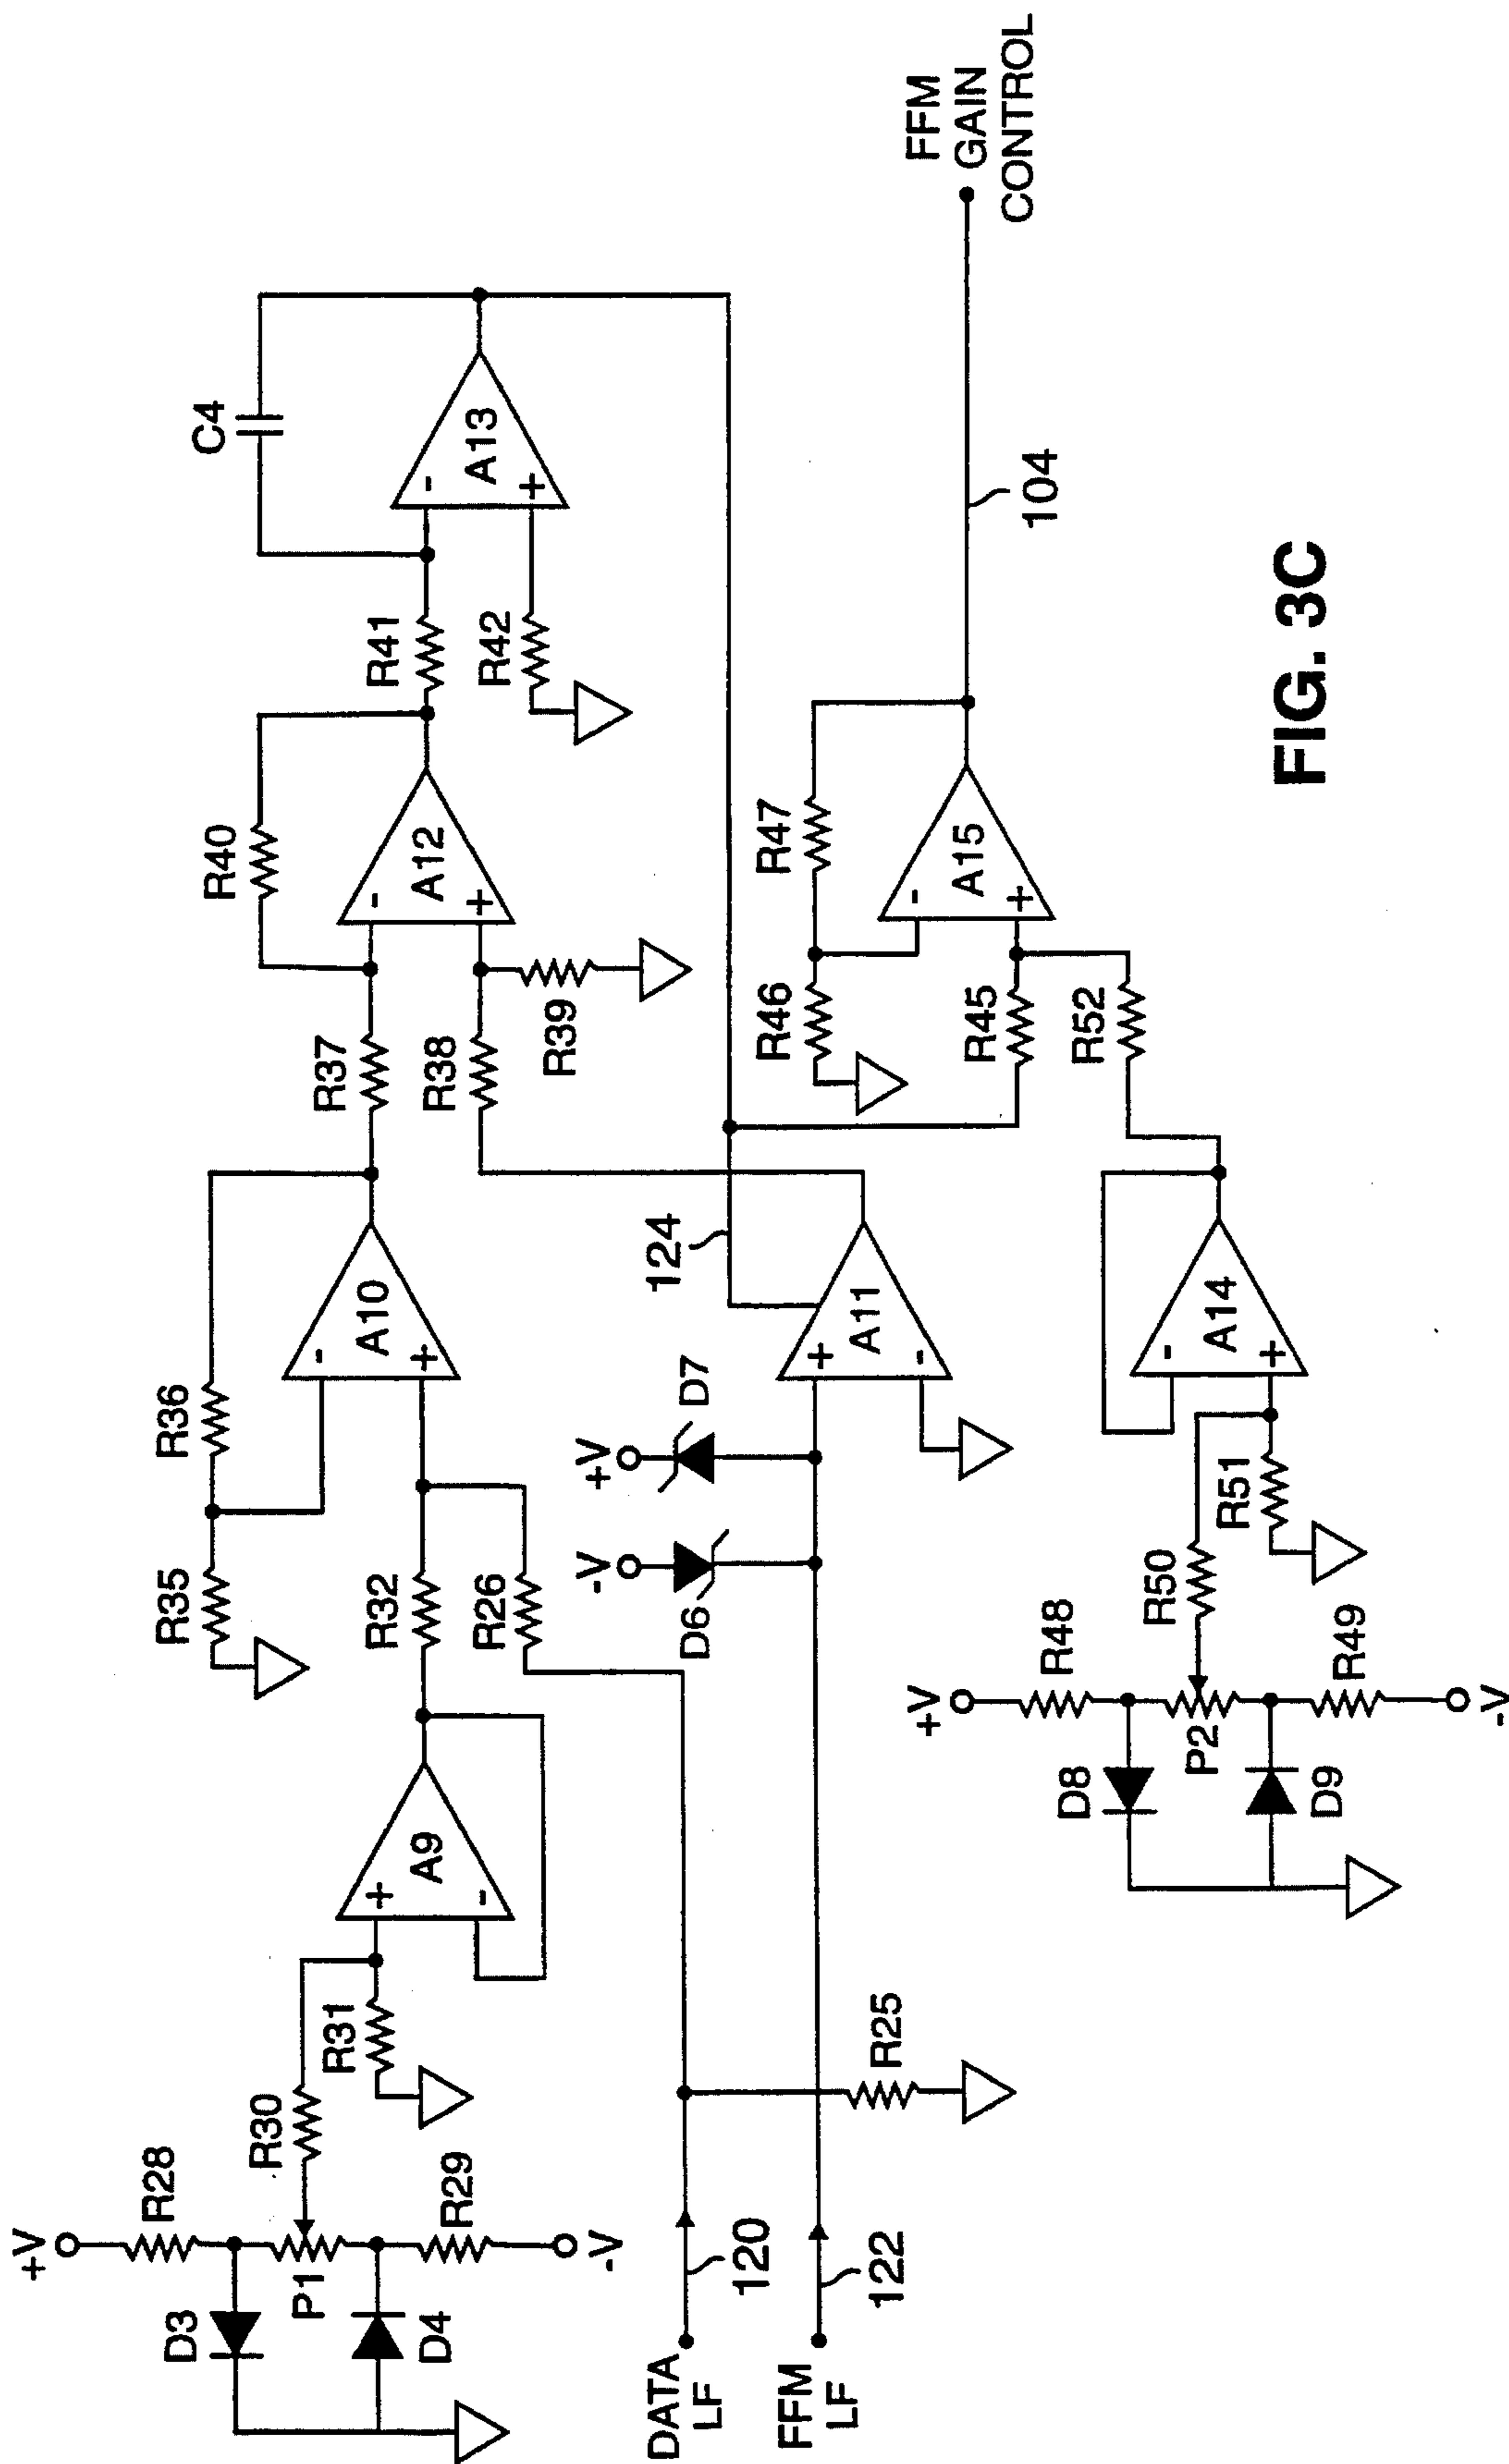 +V
R28
D3
P1
R30
D4
R29
-V
R31
+
A9
-
R35
R36
R32
R26
-
A10
+
R37
R38
R39
R40
-
A12
+
R41
R42
C4
-
A13
+
DATA
LF
120
FFM
LF
122
R25
-V
D6
+V
D7
+
A11
-
124
R46
R47
R45
R52
-
A15
+
104
FFM
GAIN
CONTROL
+V
R48
D8
P2
R50
D9
R49
-V
R51
-
A14
+
FIG. 3C